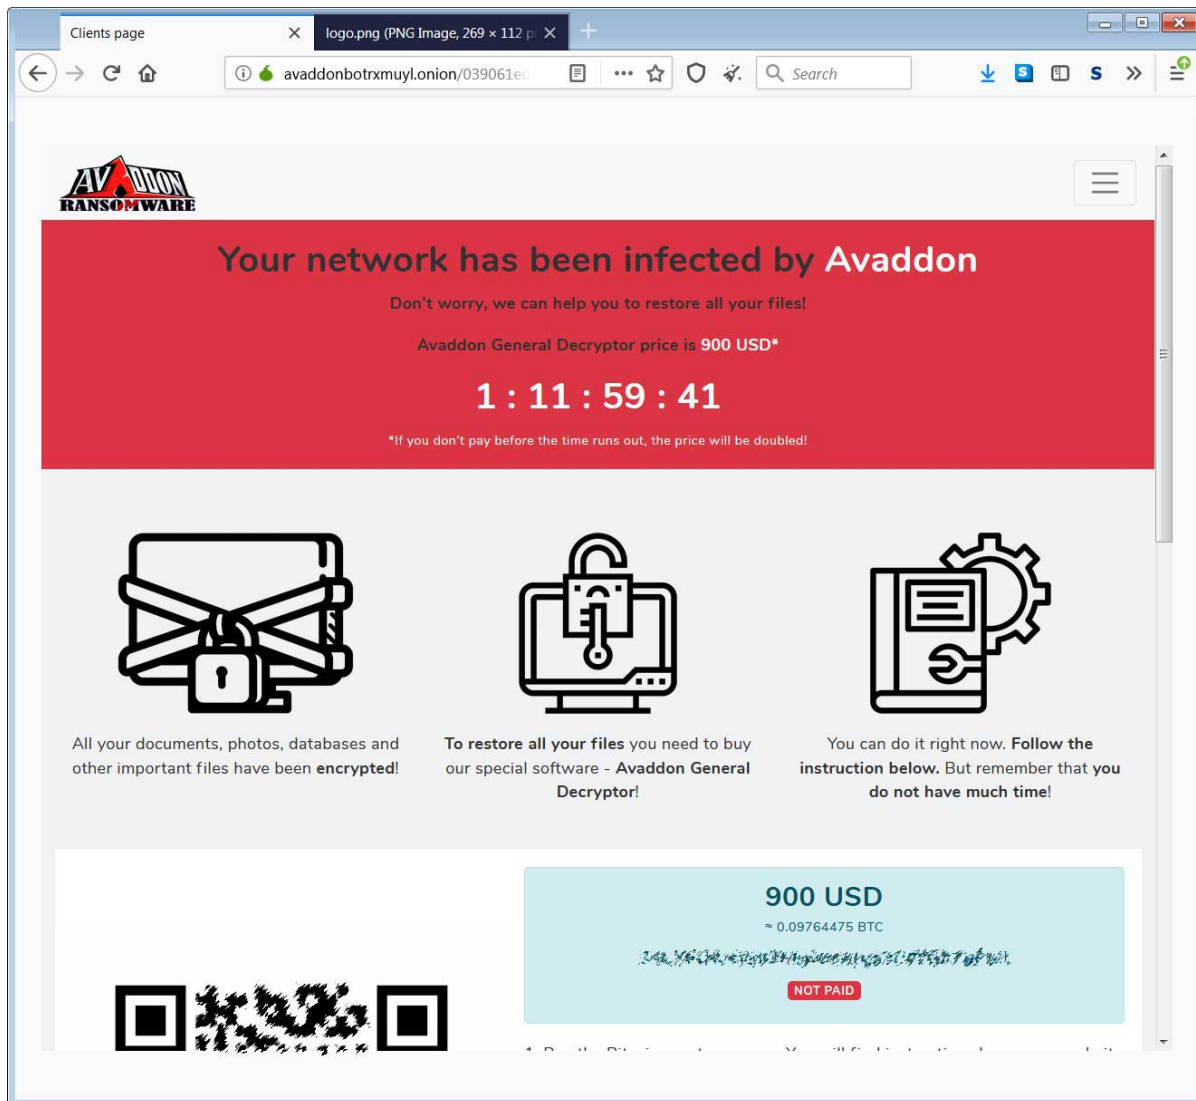 Clients page
logo.png (PNG Image, 269 × 112 p
avaddonbotrxmuyl.onion/039061e
Search
AVADDON
RANSOMWARE
Your network has been infected by Avaddon
Don't worry, we can help you to restore all your files!
Avaddon General Decryptor price is 900 USD*
1 : 11 : 59 : 41
*If you don't pay before the time runs out, the price will be doubled!
All your documents, photos, databases and
other important files have been encrypted!
To restore all your files you need to buy
our special software - Avaddon General
Decryptor!
You can do it right now. Follow the
instruction below. But remember that you
do not have much time!
900 USD
≈ 0.09764475 BTC
NOT PAID